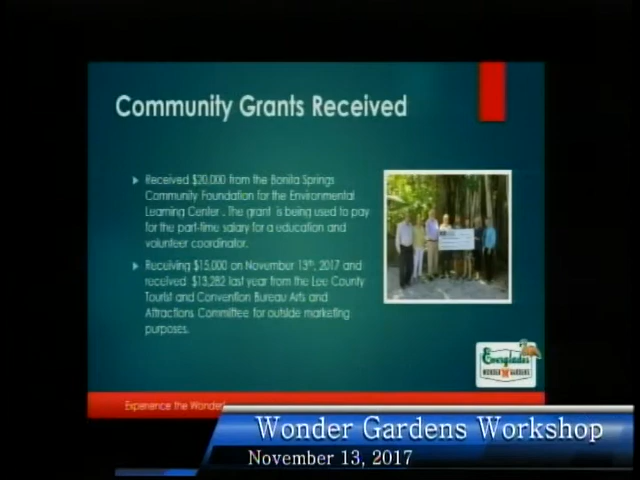 Community Grants Received
Received $20,000 from the Bonita Springs
Community Foundation for the Environmental
Learning Center . The grant is being used to pay
for the part-time salary for a education and
volunteer coordinator.
Receiving $15,000 on November 13th, 2017 and
received $13,282 last year from the Lee County
Tourist and Convention Bureau Arts and
Attractions Committee for outside marketing
purposes.
Everglades
WONDER GARDENS
Experience the Wonder!
Wonder Gardens Workshop
November 13, 2017